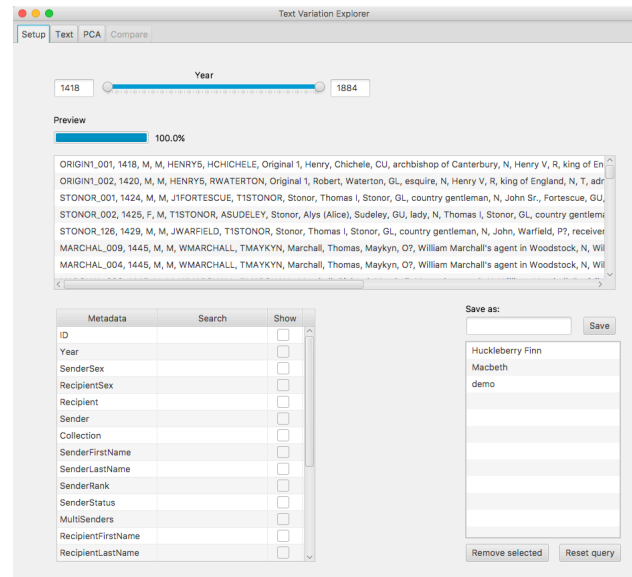 Text Variation Explorer
Setup Text PCA Compare
Year
1418 1884
Preview
100.0%
ORIGIN1_001, 1418, M, M, HENRY5, HCHICHELE, Original 1, Henry, Chichele, CU, archbishop of Canterbury, N, Henry V, R, king of En
ORIGIN1_002, 1420, M, M, HENRY5, RWATERTON, Original 1, Robert, Waterton, GL, esquire, N, Henry V, R, king of England, N, T, adr
STONOR_001, 1424, M, M, J1FORTESCUE, T1STONOR, Stonor, Thomas I, Stonor, GL, country gentleman, N, John Sr., Fortescue, GU,
STONOR_002, 1425, F, M, T1STONOR, ASUDELEY, Stonor, Alys (Alice), Sudeley, GU, lady, N, Thomas I, Stonor, GL, country gentlema
STONOR_126, 1429, M, M, JWARFIELD, T1STONOR, Stonor, Thomas I, Stonor, GL, country gentleman, N, John, Warfield, P?, receiver
MARCHAL_009, 1445, M, M, WMARCHALL, TMAYKYN, Marchall, Thomas, Maykyn, O?, William Marchall's agent in Woodstock, N, Wil
MARCHAL_004, 1445, M, M, WMARCHALL, TMAYKYN, Marchall, Thomas, Maykyn, O?, William Marchall's agent in Woodstock, N, Wil
Metadata Search Show
ID
Year
SenderSex
RecipientSex
Recipient
Sender
Collection
SenderFirstName
SenderLastName
SenderRank
SenderStatus
MultiSenders
RecipientFirstName
RecipientLastName
Save as:
Save
Huckleberry Finn
Macbeth
demo
Remove selected Reset query